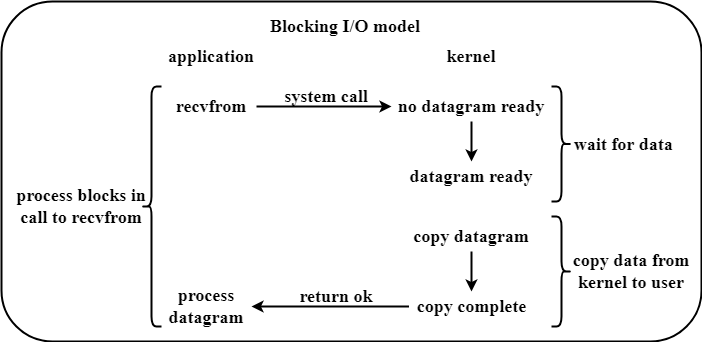 Blocking I/O model
application
kernel
recvfrom
system call
no datagram ready
wait for data
datagram ready
process blocks in
call to recvfrom
copy datagram
copy data from
kernel to user
process
datagram
return ok
copy complete